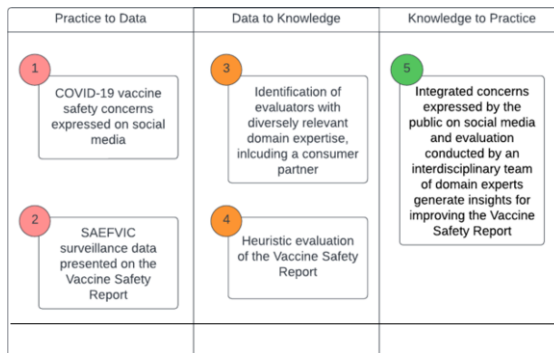 Practice to Data
Data to Knowledge
Knowledge to Practice
1
COVID-19 vaccine
safety concerns
expressed on social
media
2
SAEFVIC
surveillance data
presented on the
Vaccine Safety
Report
3
Identification of
evaluators with
diversely relevant
domain expertise,
inlcuding a consumer
partner
4
Heuristic evaluation
of the Vaccine Safety
Report
5
Integrated concerns
expressed by the
public on social media
and evaluation
conducted by an
interdisciplinary team
of domain experts
generate insights for
improving the Vaccine
Safety Report